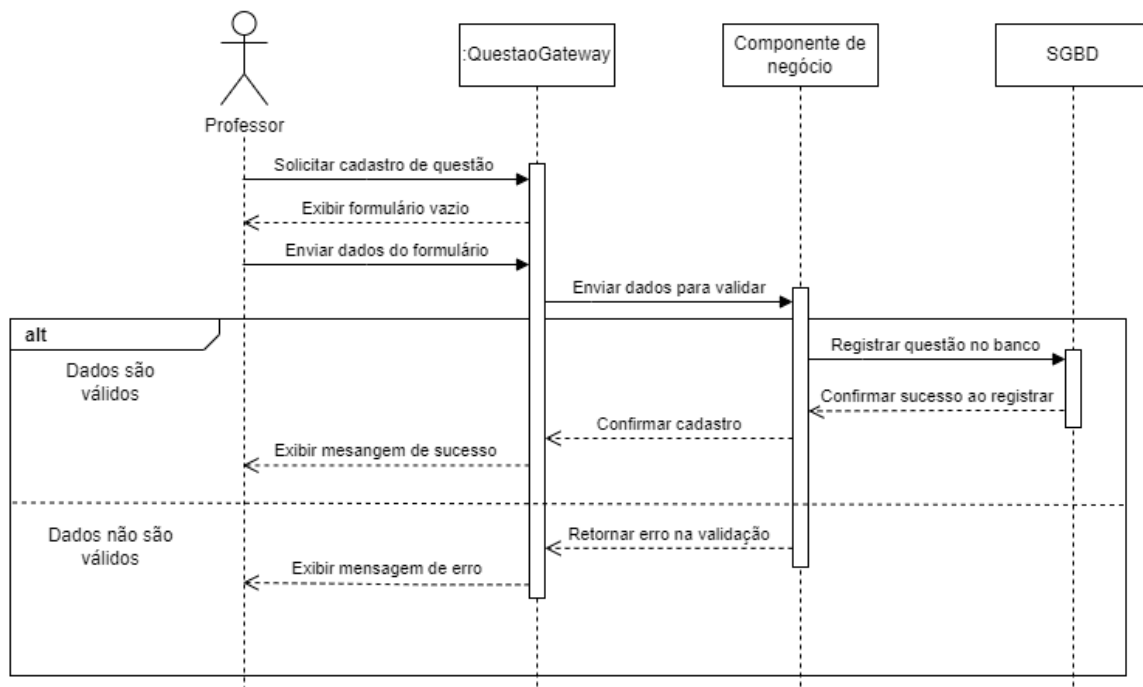 :QuestaoGateway
Componente de
negócio
SGBD
Professor
Solicitar cadastro de questão
Exibir formulário vazio
Enviar dados do formulário
Enviar dados para validar
alt
Dados são
válidos
Registrar questão no banco
Confirmar sucesso ao registrar
Confirmar cadastro
Exibir mesangem de sucesso
Dados não são
válidos
Retornar erro na validação
Exibir mensagem de erro